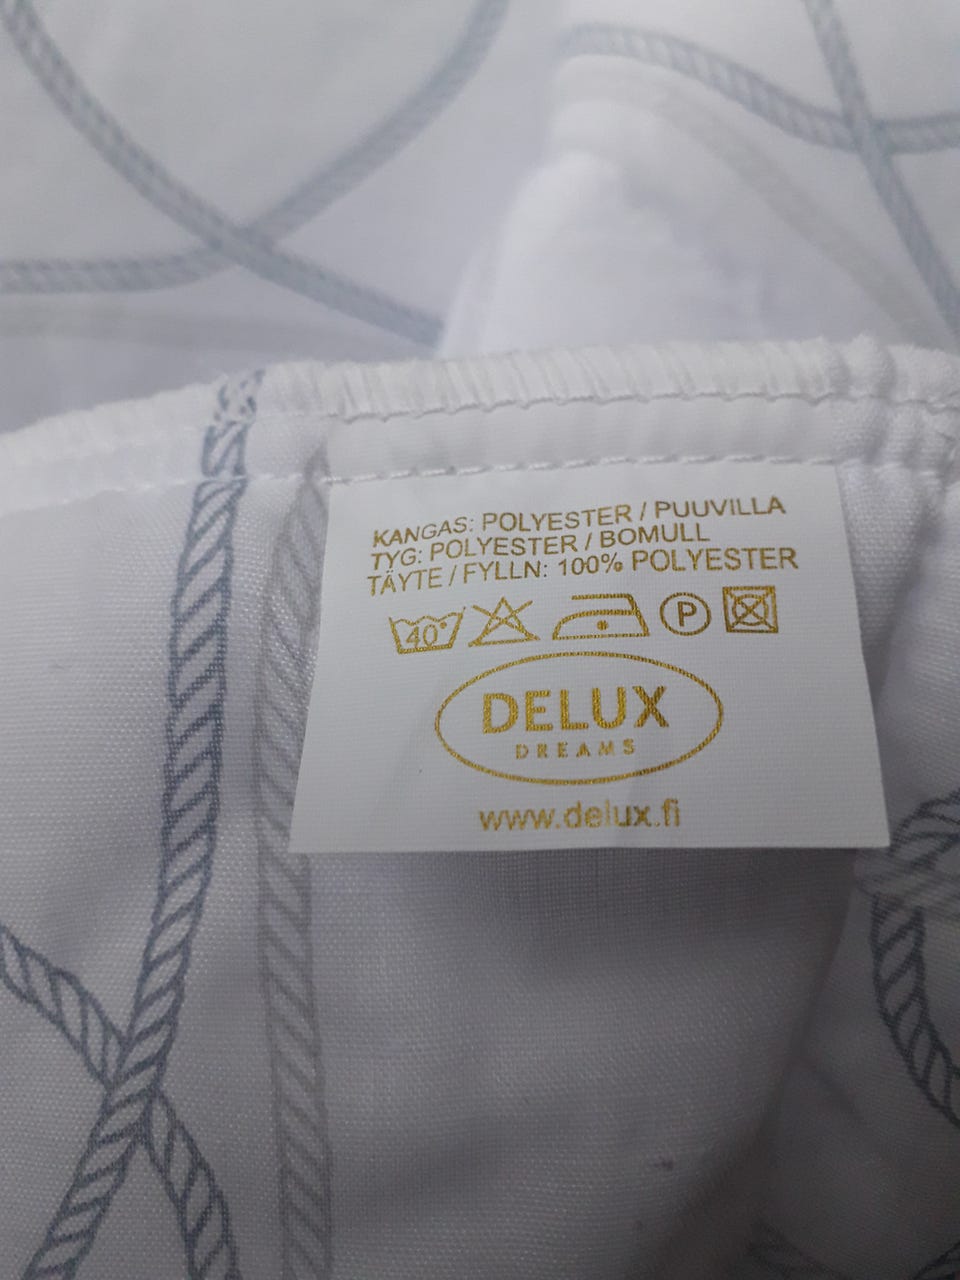 KANGAS: POLYESTER / PUUVILLA
TYG: POLYESTER / BOMULL
TÄYTE / FYLLN: 100% POLYESTER
40° P
DELUX
DREAMS
www.delux.fi